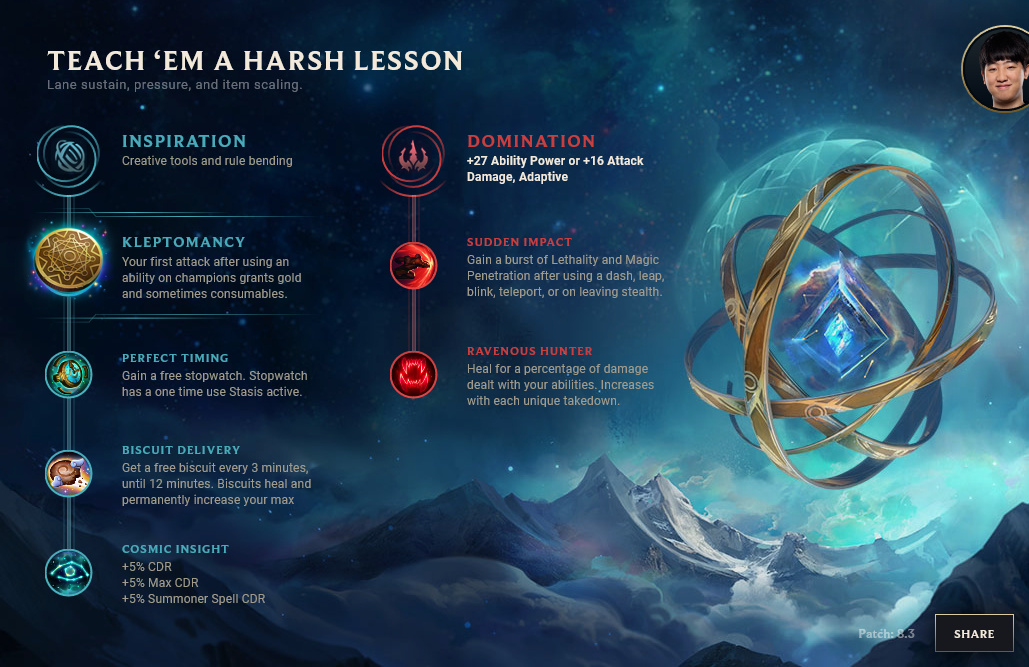 TEACH ‘EM A HARSH LESSON
Lane sustain, pressure, and item scaling.
INSPIRATION
Creative tools and rule bending
KLEPTOMANCY
Your first attack after using an
ability on champions grants gold
and sometimes consumables.
PERFECT TIMING
Gain a free stopwatch. Stopwatch
has a one time use Stasis active.
BISCUIT DELIVERY
Get a free biscuit every 3 minutes,
until 12 minutes. Biscuits heal and
permanently increase your max
COSMIC INSIGHT
+5% CDR
+5% Max CDR
+5% Summoner Spell CDR
DOMINATION
+27 Ability Power or +16 Attack
Damage, Adaptive
SUDDEN IMPACT
Gain a burst of Lethality and Magic
Penetration after using a dash, leap,
blink, teleport, or on leaving stealth.
RAVENOUS HUNTER
Heal for a percentage of damage
dealt with your abilities. Increases
with each unique takedown.
Patch: 8.3
SHARE